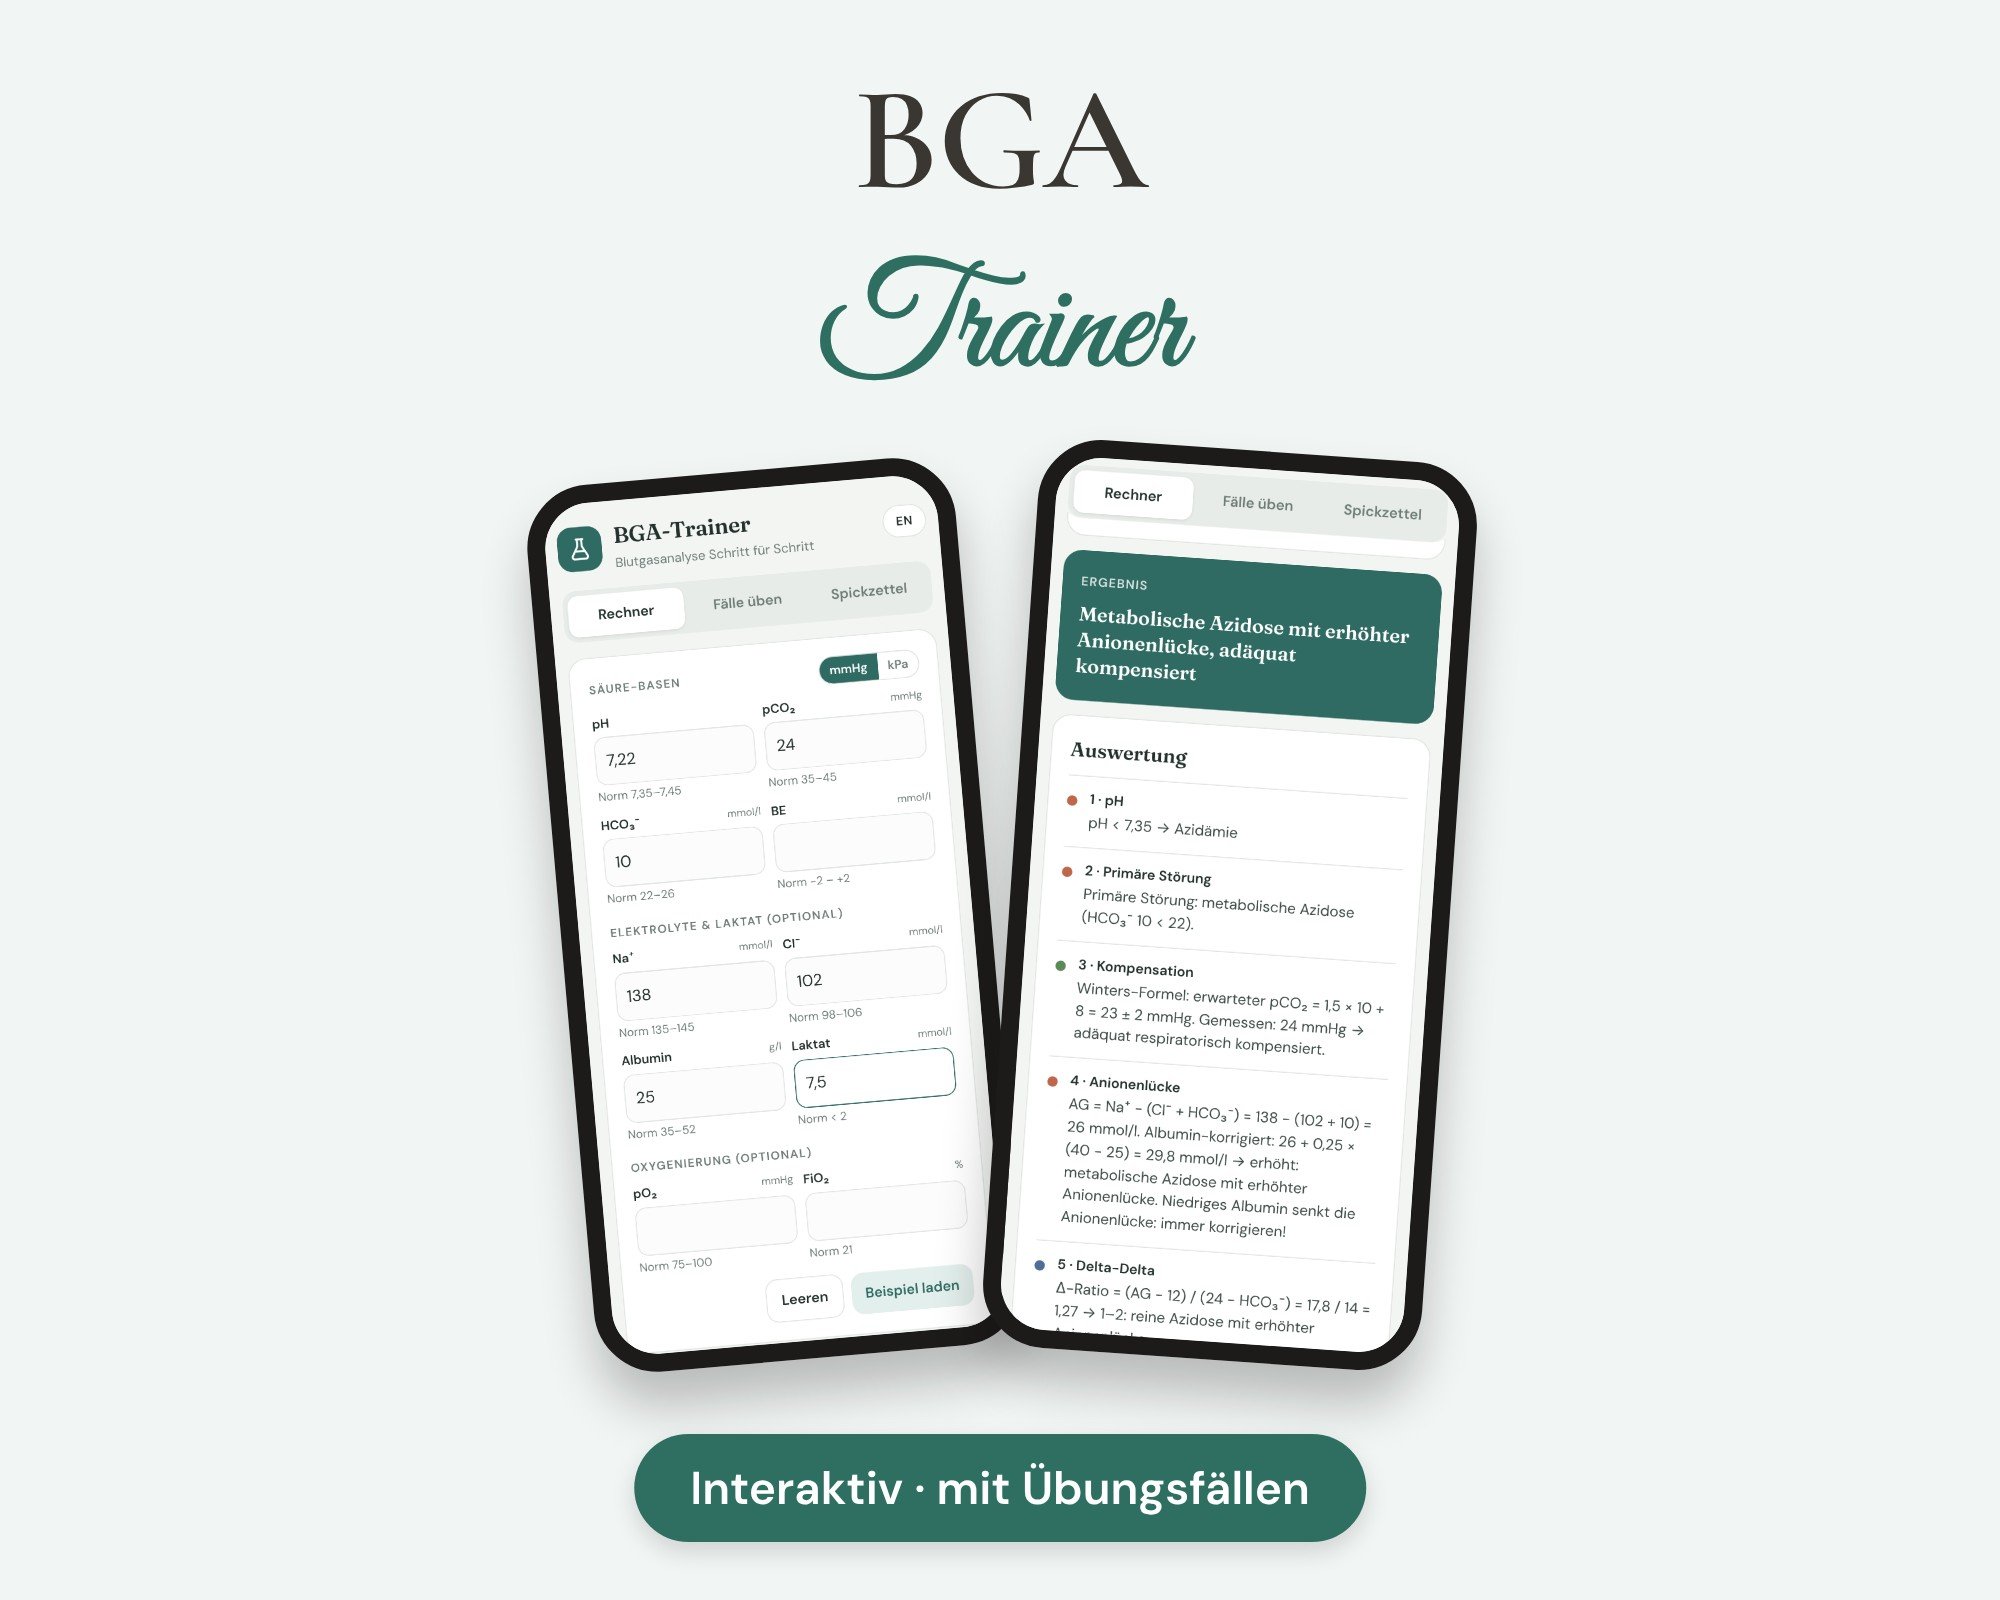 BGA
Trainer
BGA-Trainer
Blutgasanalyse Schritt für Schritt
EN
Rechner
Fälle üben
Spickzettel
SÄURE-BASEN
mmHg
kPa
pH
pCO₂
mmHg
7,22
24
Norm 7,35–7,45
Norm 35–45
HCO₃⁻
mmol/l
BE
mmol/l
10
Norm 22–26
Norm -2 – +2
ELEKTROLYTE & LAKTAT (OPTIONAL)
Na⁺
mmol/l
Cl⁻
mmol/l
138
102
Norm 135–145
Norm 98–106
Albumin
g/l
Laktat
mmol/l
25
7,5
Norm 35–52
Norm < 2
OXYGENIERUNG (OPTIONAL)
pO₂
mmHg
FiO₂
%
Norm 75–100
Norm 21
Leeren
Beispiel laden
Rechner
Fälle üben
Spickzettel
ERGEBNIS
Metabolische Azidose mit erhöhter
Anionenlücke, adäquat
kompensiert
Auswertung
1 · pH
pH < 7,35 → Azidämie
2 · Primäre Störung
Primäre Störung: metabolische Azidose
(HCO₃⁻ 10 < 22).
3 · Kompensation
Winters-Formel: erwarteter pCO₂ = 1,5 × 10 +
8 = 23 ± 2 mmHg. Gemessen: 24 mmHg →
adäquat respiratorisch kompensiert.
4 · Anionenlücke
AG = Na⁺ − (Cl⁻ + HCO₃⁻) = 138 − (102 + 10) =
26 mmol/l. Albumin-korrigiert: 26 + 0,25 ×
(40 − 25) = 29,8 mmol/l → erhöht:
metabolische Azidose mit erhöhter
Anionenlücke. Niedriges Albumin senkt die
Anionenlücke: immer korrigieren!
5 · Delta-Delta
Δ-Ratio = (AG − 12) / (24 − HCO₃⁻) = 17,8 / 14 =
1,27 → 1–2: reine Azidose mit erhöhter
Interaktiv · mit Übungsfällen